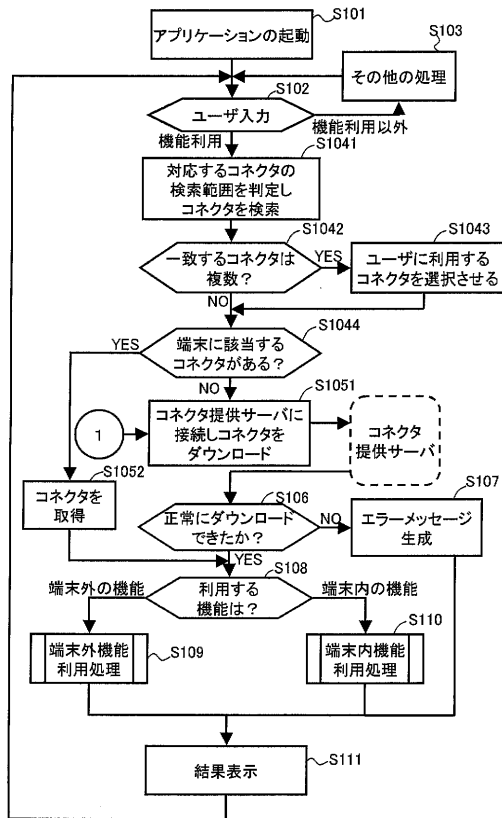 S101
アプリケーションの起動
S103
その他の処理
S102
ユーザ入力
機能利用以外
機能利用
S1041
対応するコネクタの
検索範囲を判定し
コネクタを検索
S1042
一致するコネクタは
複数?
YES
S1043
ユーザに利用する
コネクタを選択させる
NO
S1044
YES
端末に該当する
コネクタがある?
NO
S1051
1
コネクタ提供サーバに
接続しコネクタを
ダウンロード
コネクタ
提供サーバ
S1052
コネクタを
取得
S106
正常にダウンロード
できたか?
NO
S107
エラーメッセージ
生成
YES
S108
端末外の機能
利用する
機能は?
端末内の機能
S109
端末外機能
利用処理
S110
端末内機能
利用処理
結果表示
S111